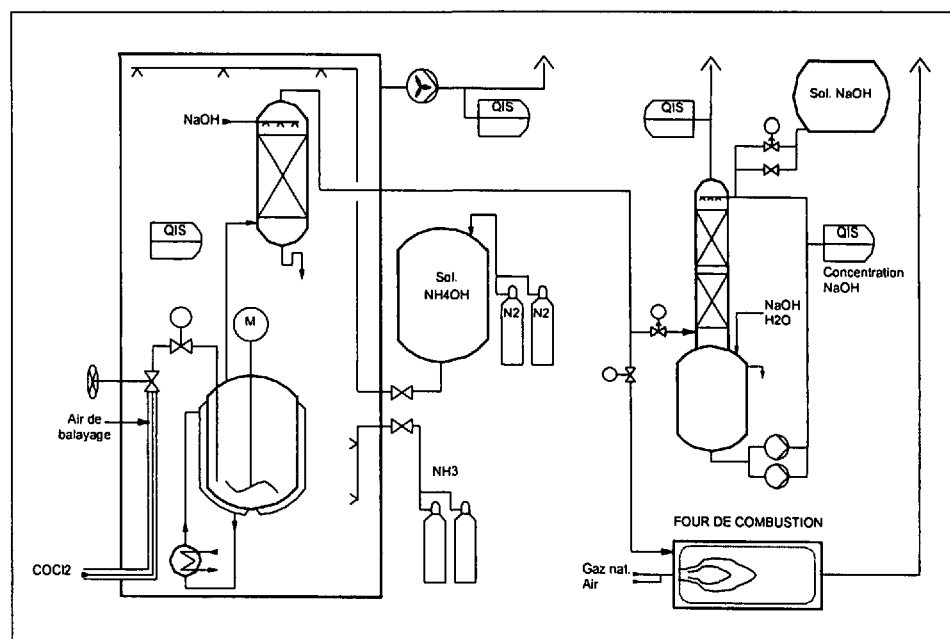 QIS
QIS
Sol. NaOH
NaOH
QIS
QIS
Concentration
NaOH
Sol.
NH4OH
N2
N2
NaOH
H2O
M
Air de
balayage
NH3
FOUR DE COMBUSTION
COCl2
Gaz nat.
Air